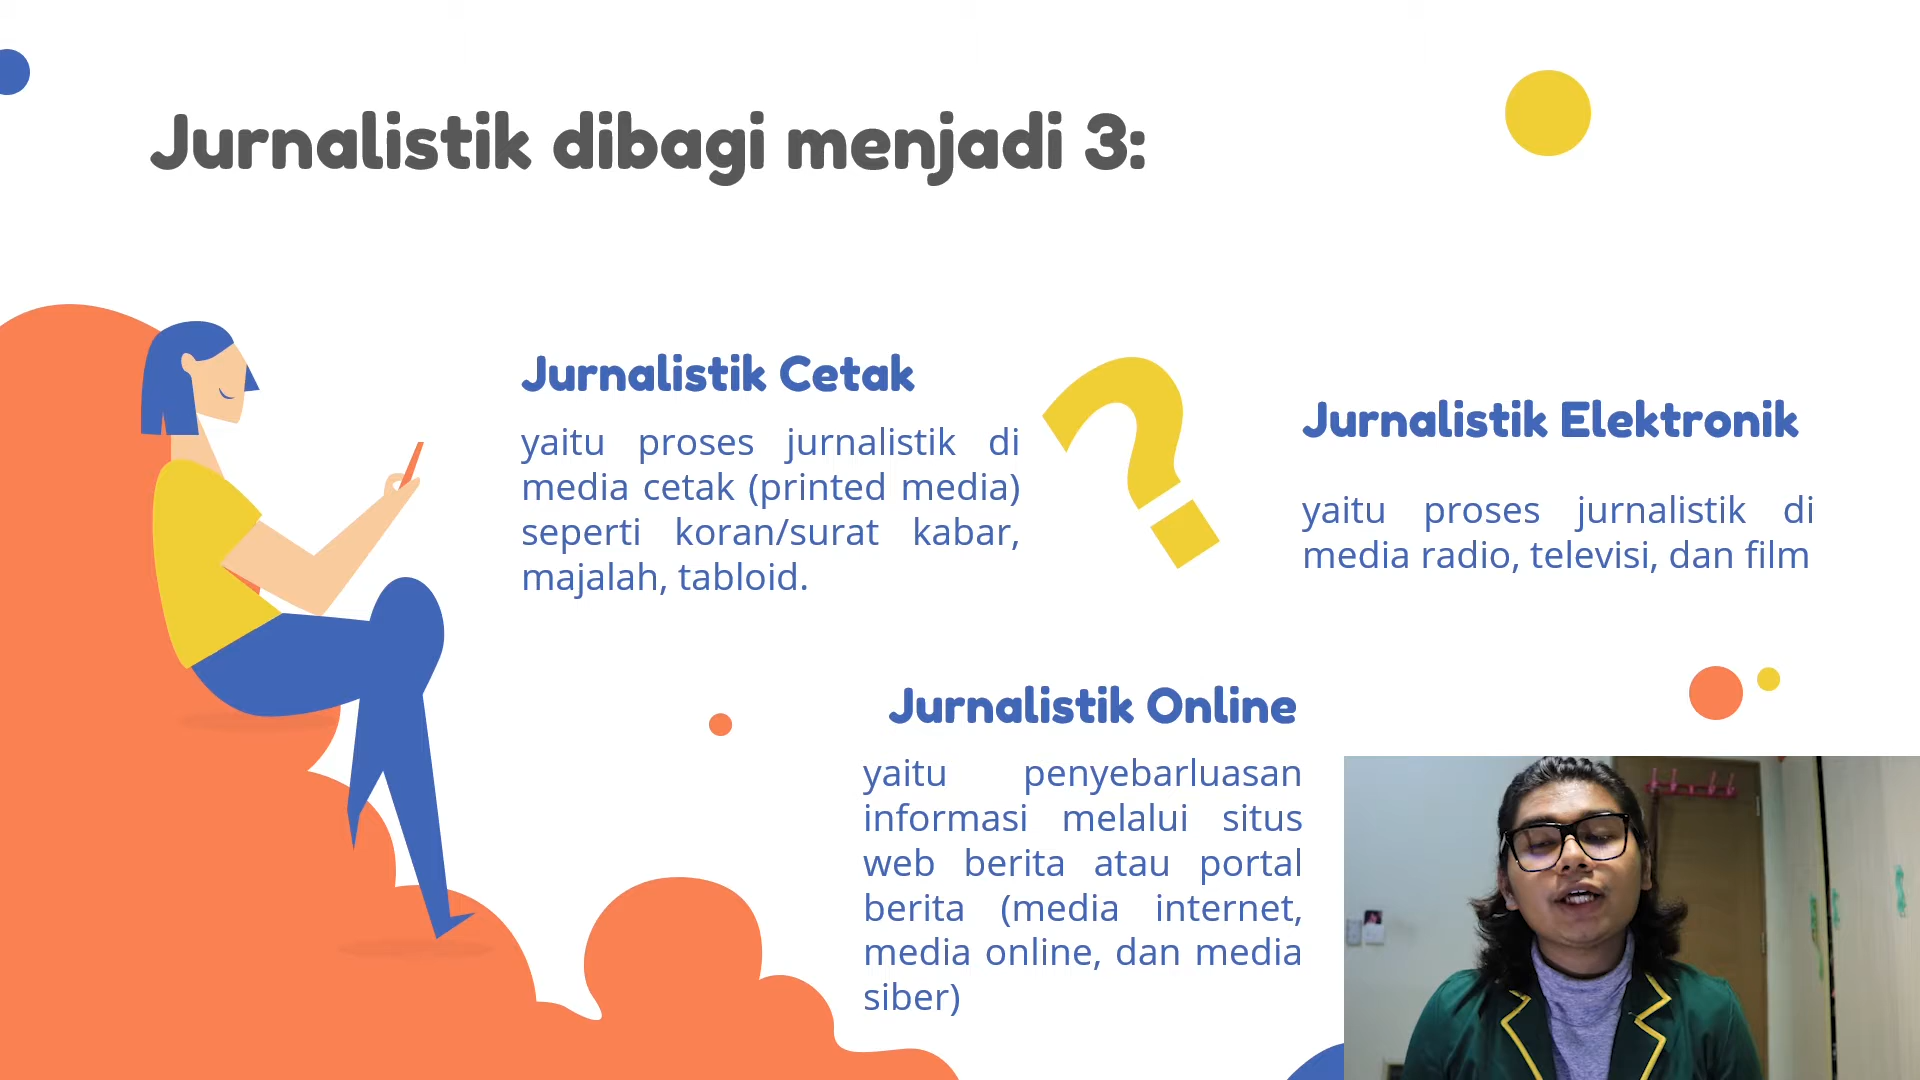 Jurnalistik dibagi menjadi 3:
Jurnalistik Cetak
yaitu proses jurnalistik di
media cetak (printed media)
seperti koran/surat kabar,
majalah, tabloid.
Jurnalistik Elektronik
yaitu proses jurnalistik di
media radio, televisi, dan film
Jurnalistik Online
yaitu penyebarluasan
informasi melalui situs
web berita atau portal
berita (media internet,
media online, dan media
siber)
?